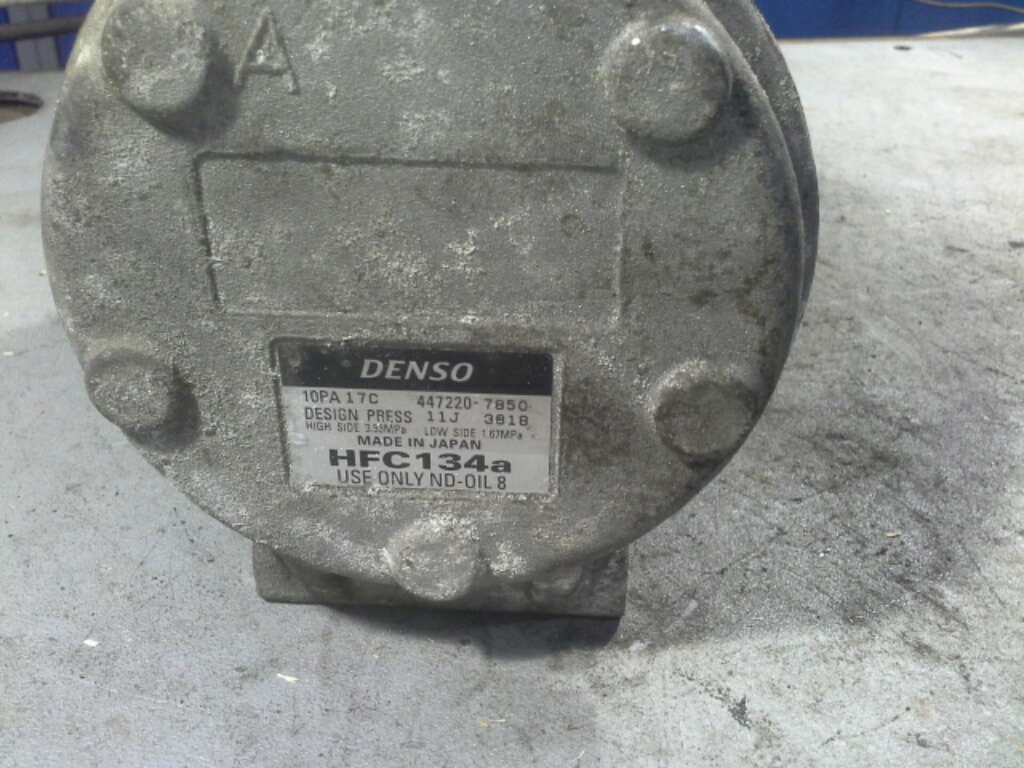 A
DENSO
10PA17C 447220-7850
DESIGN PRESS 11J 3818
HIGH SIDE 3.53MPa LOW SIDE 1.67MPa
MADE IN JAPAN
HFC134a
USE ONLY ND-OIL 8